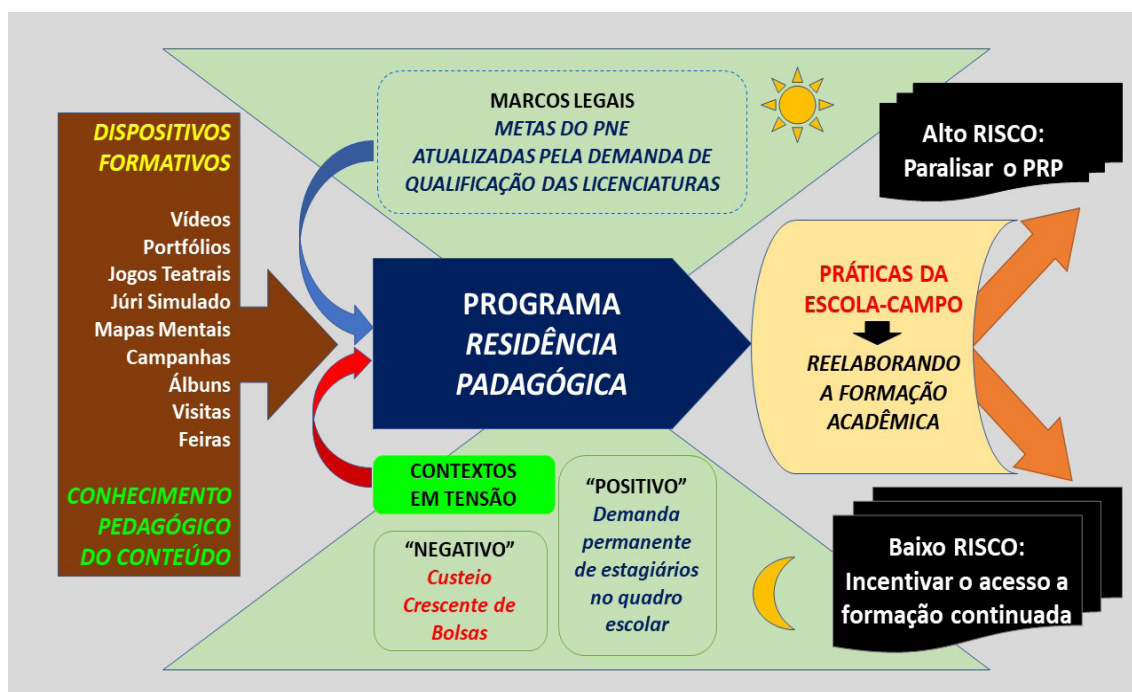 DISPOSITIVOS
FORMATIVOS
Vídeos
Portfólios
Jogos Teatrais
Júri Simulado
Mapas Mentais
Campanhas
Álbuns
Visitas
Feiras
CONHECIMENTO
PEDAGÓGICO
DO CONTEÚDO
MARCOS LEGAIS
METAS DO PNE
ATUALIZADAS PELA DEMANDA DE
QUALIFICAÇÃO DAS LICENCIATURAS
PROGRAMA
RESIDÊNCIA
PADAGÓGICA
CONTEXTOS
EM TENSÃO
“NEGATIVO”
Custeio
Crescente de
Bolsas
“POSITIVO”
Demanda
permanente
de estagiários
no quadro
escolar
PRÁTICAS DA
ESCOLA-CAMPO
REELABORANDO
A FORMAÇÃO
ACADÊMICA
Alto RISCO:
Paralisar o PRP
Baixo RISCO:
Incentivar o acesso a
formação continuada